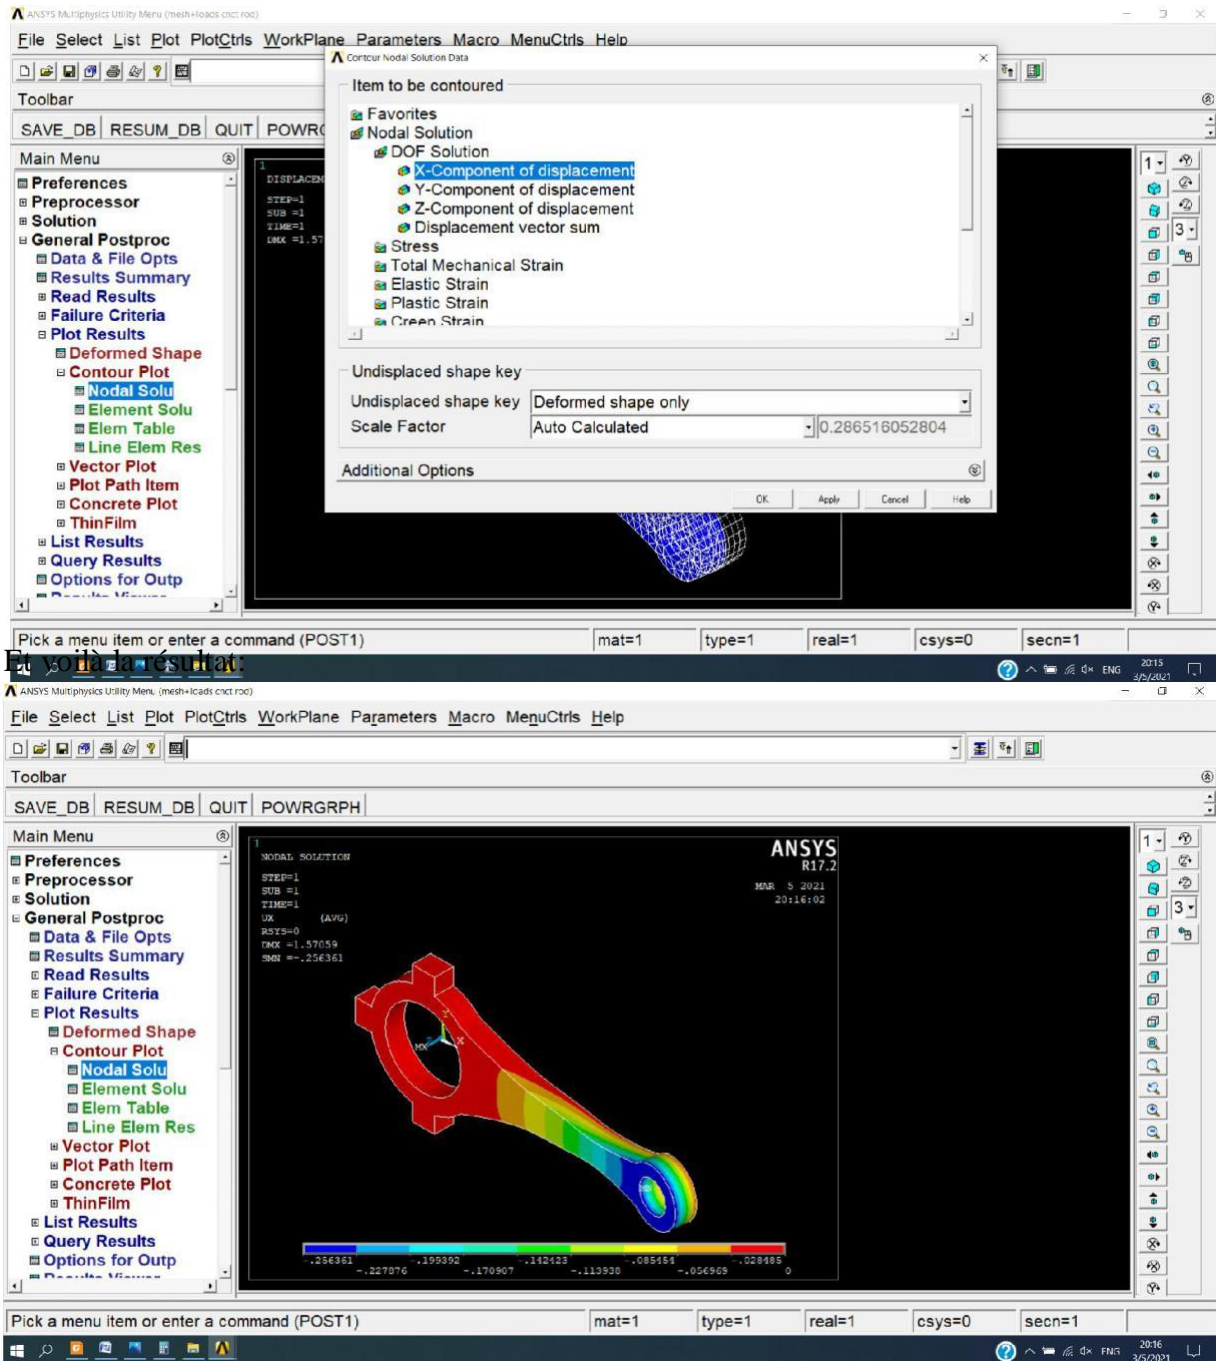 ANSYS Multiphysics Utility Menu (mesh+loads cnct rod)
File Select List Plot PlotCtrls WorkPlane Parameters Macro MenuCtrls Help
Contour Nodal Solution Data
Toolbar
SAVE_DB RESUM_DB QUIT
Item to be contoured
Favorites
Nodal Solution
DOF Solution
X-Component of displacement
Y-Component of displacement
Z-Component of displacement
Displacement vector sum
Stress
Total Mechanical Strain
Elastic Strain
Plastic Strain
Creep Strain
Undisplaced shape key
Undisplaced shape key Deformed shape only
Scale Factor Auto Calculated 0.286516052804
Additional Options
OK Apply Cancel Help
Main Menu
Preferences
Preprocessor
Solution
General Postproc
Data & File Opts
Results Summary
Read Results
Failure Criteria
Plot Results
Deformed Shape
Contour Plot
Nodal Solu
Element Solu
Elem Table
Line Elem Res
Vector Plot
Plot Path Item
Concrete Plot
ThinFilm
List Results
Query Results
Options for Outp
1
STEP=1
SUB =1
TIME=1
DMX =1.57
1
3
Pick a menu item or enter a command (POST1) mat=1 type=1 real=1 csys=0 secn=1
Et voilà la résultat:
ENG 20:15
3/5/2021
ANSYS Multiphysics Utility Menu (mesh+loads cnct rod)
File Select List Plot PlotCtrls WorkPlane Parameters Macro MenuCtrls Help
Toolbar
SAVE_DB RESUM_DB QUIT POWRGRPH
Main Menu
Preferences
Preprocessor
Solution
General Postproc
Data & File Opts
Results Summary
Read Results
Failure Criteria
Plot Results
Deformed Shape
Contour Plot
Nodal Solu
Element Solu
Elem Table
Line Elem Res
Vector Plot
Plot Path Item
Concrete Plot
ThinFilm
List Results
Query Results
Options for Outp
1
NODAL SOLUTION
STEP=1
SUB =1
TIME=1
UX (AVG)
RSYS=0
DMX =1.57059
SMN =-.256361
ANSYS
R17.2
MAR 5 2021
20:16:02
MX
X
-.256361 -.199392 -.142423 -.085454 -.028485
-.227876 -.170907 -.113938 -.056969 0
1
3
Pick a menu item or enter a command (POST1) mat=1 type=1 real=1 csys=0 secn=1
ENG 20:16
3/5/2021